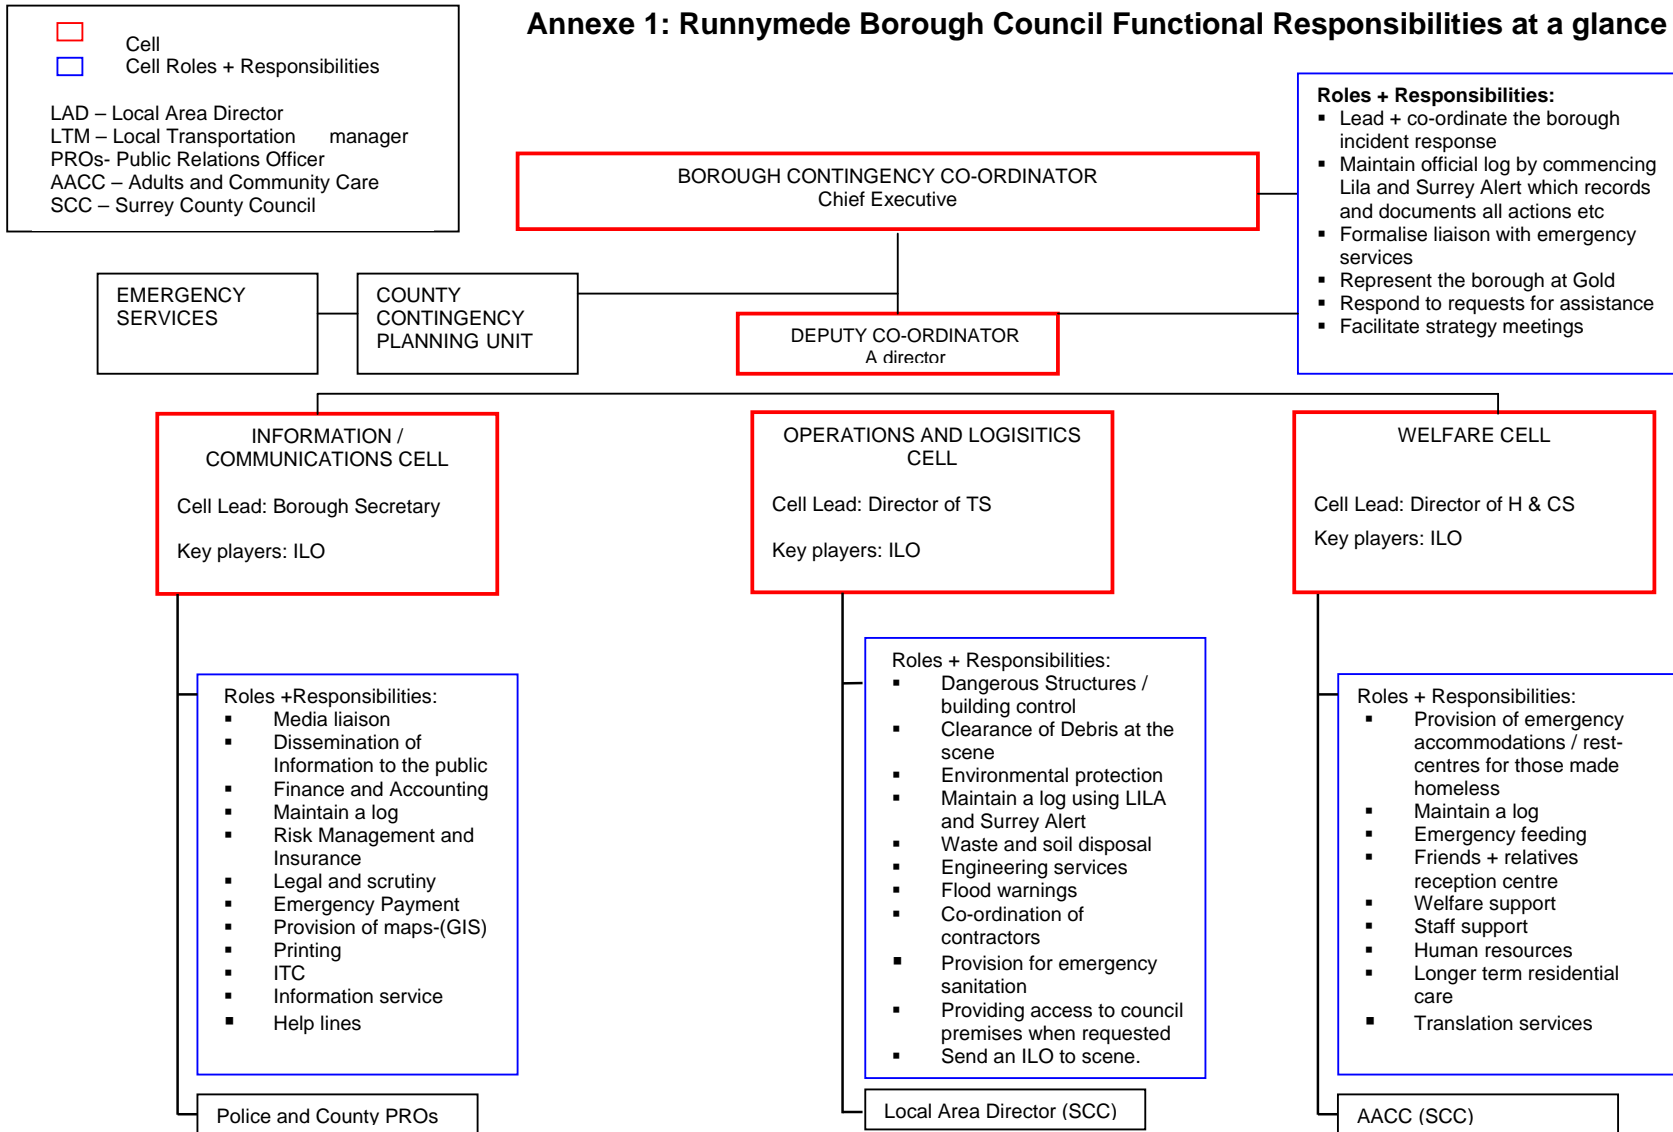 Annexe 1: Runnymede Borough Council Functional Responsibilities at a glance
Cell
Cell Roles + Responsibilities
LAD – Local Area Director
LTM – Local Transportation manager
PROs- Public Relations Officer
AACC – Adults and Community Care
SCC – Surrey County Council
BOROUGH CONTINGENCY CO-ORDINATOR
Chief Executive
Roles + Responsibilities:
▪ Lead + co-ordinate the borough
incident response
▪ Maintain official log by commencing
Lila and Surrey Alert which records
and documents all actions etc
▪ Formalise liaison with emergency
services
▪ Represent the borough at Gold
▪ Respond to requests for assistance
▪ Facilitate strategy meetings
EMERGENCY
SERVICES
COUNTY
CONTINGENCY
PLANNING UNIT
DEPUTY CO-ORDINATOR
A director
INFORMATION /
COMMUNICATIONS CELL
Cell Lead: Borough Secretary
Key players: ILO
OPERATIONS AND LOGISITICS
CELL
Cell Lead: Director of TS
Key players: ILO
WELFARE CELL
Cell Lead: Director of H & CS
Key players: ILO
Roles +Responsibilities:
▪ Media liaison
▪ Dissemination of
Information to the public
▪ Finance and Accounting
▪ Maintain a log
▪ Risk Management and
Insurance
▪ Legal and scrutiny
▪ Emergency Payment
▪ Provision of maps-(GIS)
▪ Printing
▪ ITC
▪ Information service
▪ Help lines
Roles + Responsibilities:
▪ Dangerous Structures /
building control
▪ Clearance of Debris at the
scene
▪ Environmental protection
▪ Maintain a log using LILA
and Surrey Alert
▪ Waste and soil disposal
▪ Engineering services
▪ Flood warnings
▪ Co-ordination of
contractors
▪ Provision for emergency
sanitation
▪ Providing access to council
premises when requested
▪ Send an ILO to scene.
Roles + Responsibilities:
▪ Provision of emergency
accommodations / rest-
centres for those made
homeless
▪ Maintain a log
▪ Emergency feeding
▪ Friends + relatives
reception centre
▪ Welfare support
▪ Staff support
▪ Human resources
▪ Longer term residential
care
▪ Translation services
Police and County PROs
Local Area Director (SCC)
AACC (SCC)